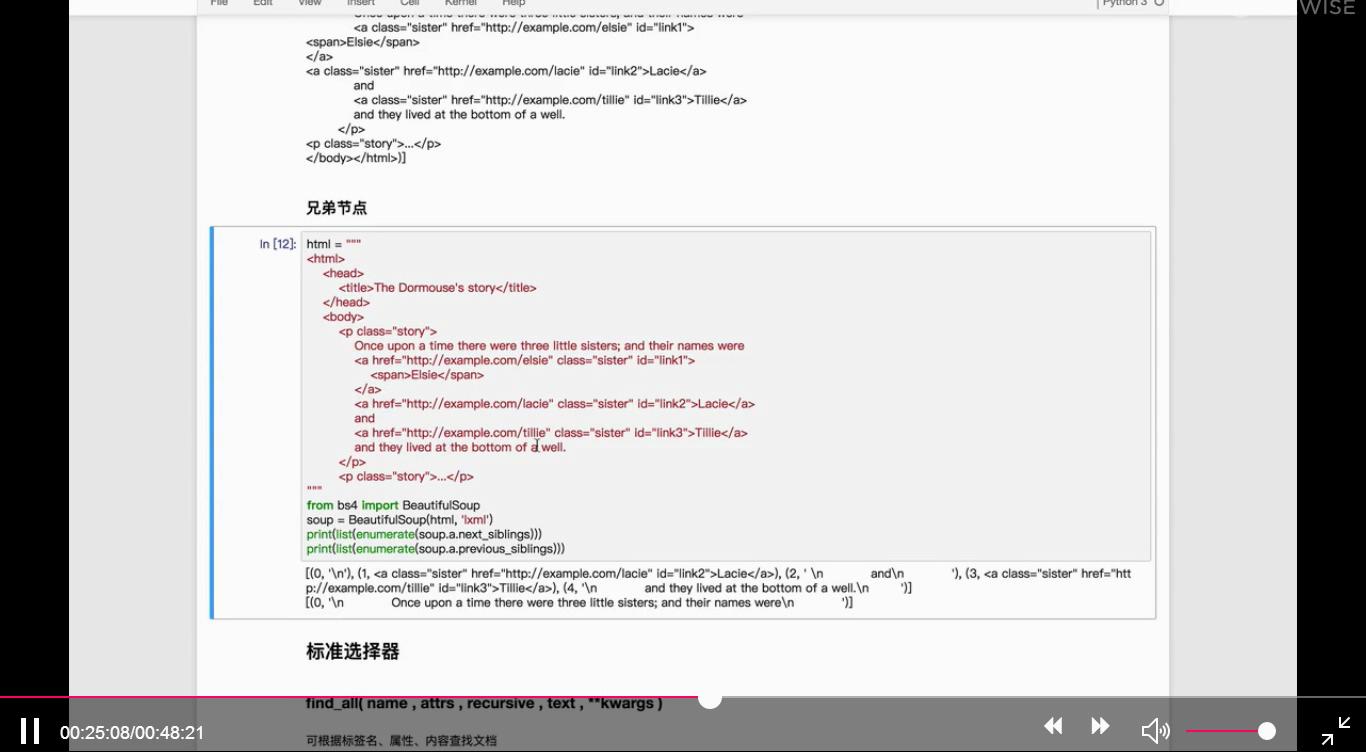 File Edit View Insert Cell Kernel Help | Python 3 O
WISE
Once upon a time there were three little sisters; and their names were
<a class="sister" href="http://example.com/elsie" id="link1">
<span>Elsie</span>
</a>
<a class="sister" href="http://example.com/lacie" id="link2">Lacie</a>
and
<a class="sister" href="http://example.com/tillie" id="link3">Tillie</a>
and they lived at the bottom of a well.
</p>
<p class="story">...</p>
</body></html>)]
兄弟节点
In [12]: html = """
<html>
<head>
<title>The Dormouse's story</title>
</head>
<body>
<p class="story">
Once upon a time there were three little sisters; and their names were
<a href="http://example.com/elsie" class="sister" id="link1">
<span>Elsie</span>
</a>
<a href="http://example.com/lacie" class="sister" id="link2">Lacie</a>
and
<a href="http://example.com/tillie" class="sister" id="link3">Tillie</a>
and they lived at the bottom of a well.
</p>
<p class="story">...</p>
"""
from bs4 import BeautifulSoup
soup = BeautifulSoup(html, 'lxml')
print(list(enumerate(soup.a.next_siblings)))
print(list(enumerate(soup.a.previous_siblings)))
[(0, '\n'), (1, <a class="sister" href="http://example.com/lacie" id="link2">Lacie</a>), (2, ' \n and\n '), (3, <a class="sister" href="htt
p://example.com/tillie" id="link3">Tillie</a>), (4, '\n and they lived at the bottom of a well.\n ')]
[(0, '\n Once upon a time there were three little sisters; and their names were\n ')]
标准选择器
find_all( name , attrs , recursive , text , **kwargs )
00:25:08/00:48:21
可根据标签名、属性、内容查找文档